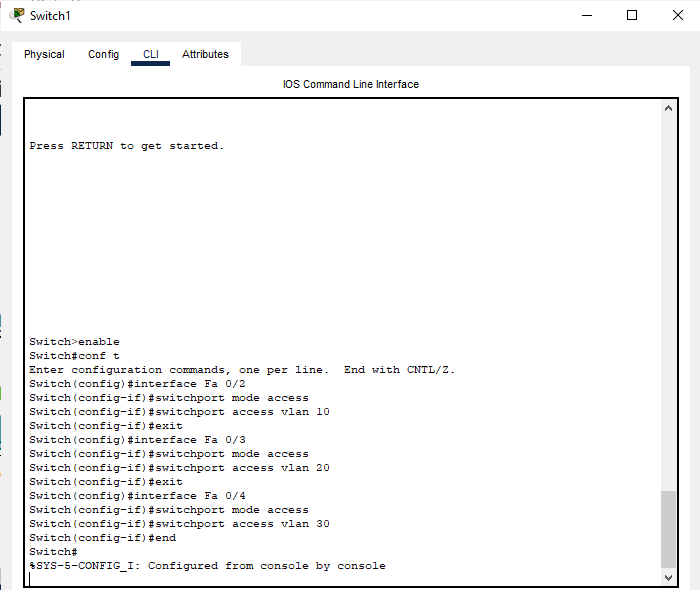 Switch1
Physical Config CLI Attributes
IOS Command Line Interface
Press RETURN to get started.
Switch>enable
Switch#conf t
Enter configuration commands, one per line.  End with CNTL/Z.
Switch(config)#interface Fa 0/2
Switch(config-if)#switchport mode access
Switch(config-if)#switchport access vlan 10
Switch(config-if)#exit
Switch(config)#interface Fa 0/3
Switch(config-if)#switchport mode access
Switch(config-if)#switchport access vlan 20
Switch(config-if)#exit
Switch(config)#interface Fa 0/4
Switch(config-if)#switchport mode access
Switch(config-if)#switchport access vlan 30
Switch(config-if)#end
Switch#
%SYS-5-CONFIG_I: Configured from console by console